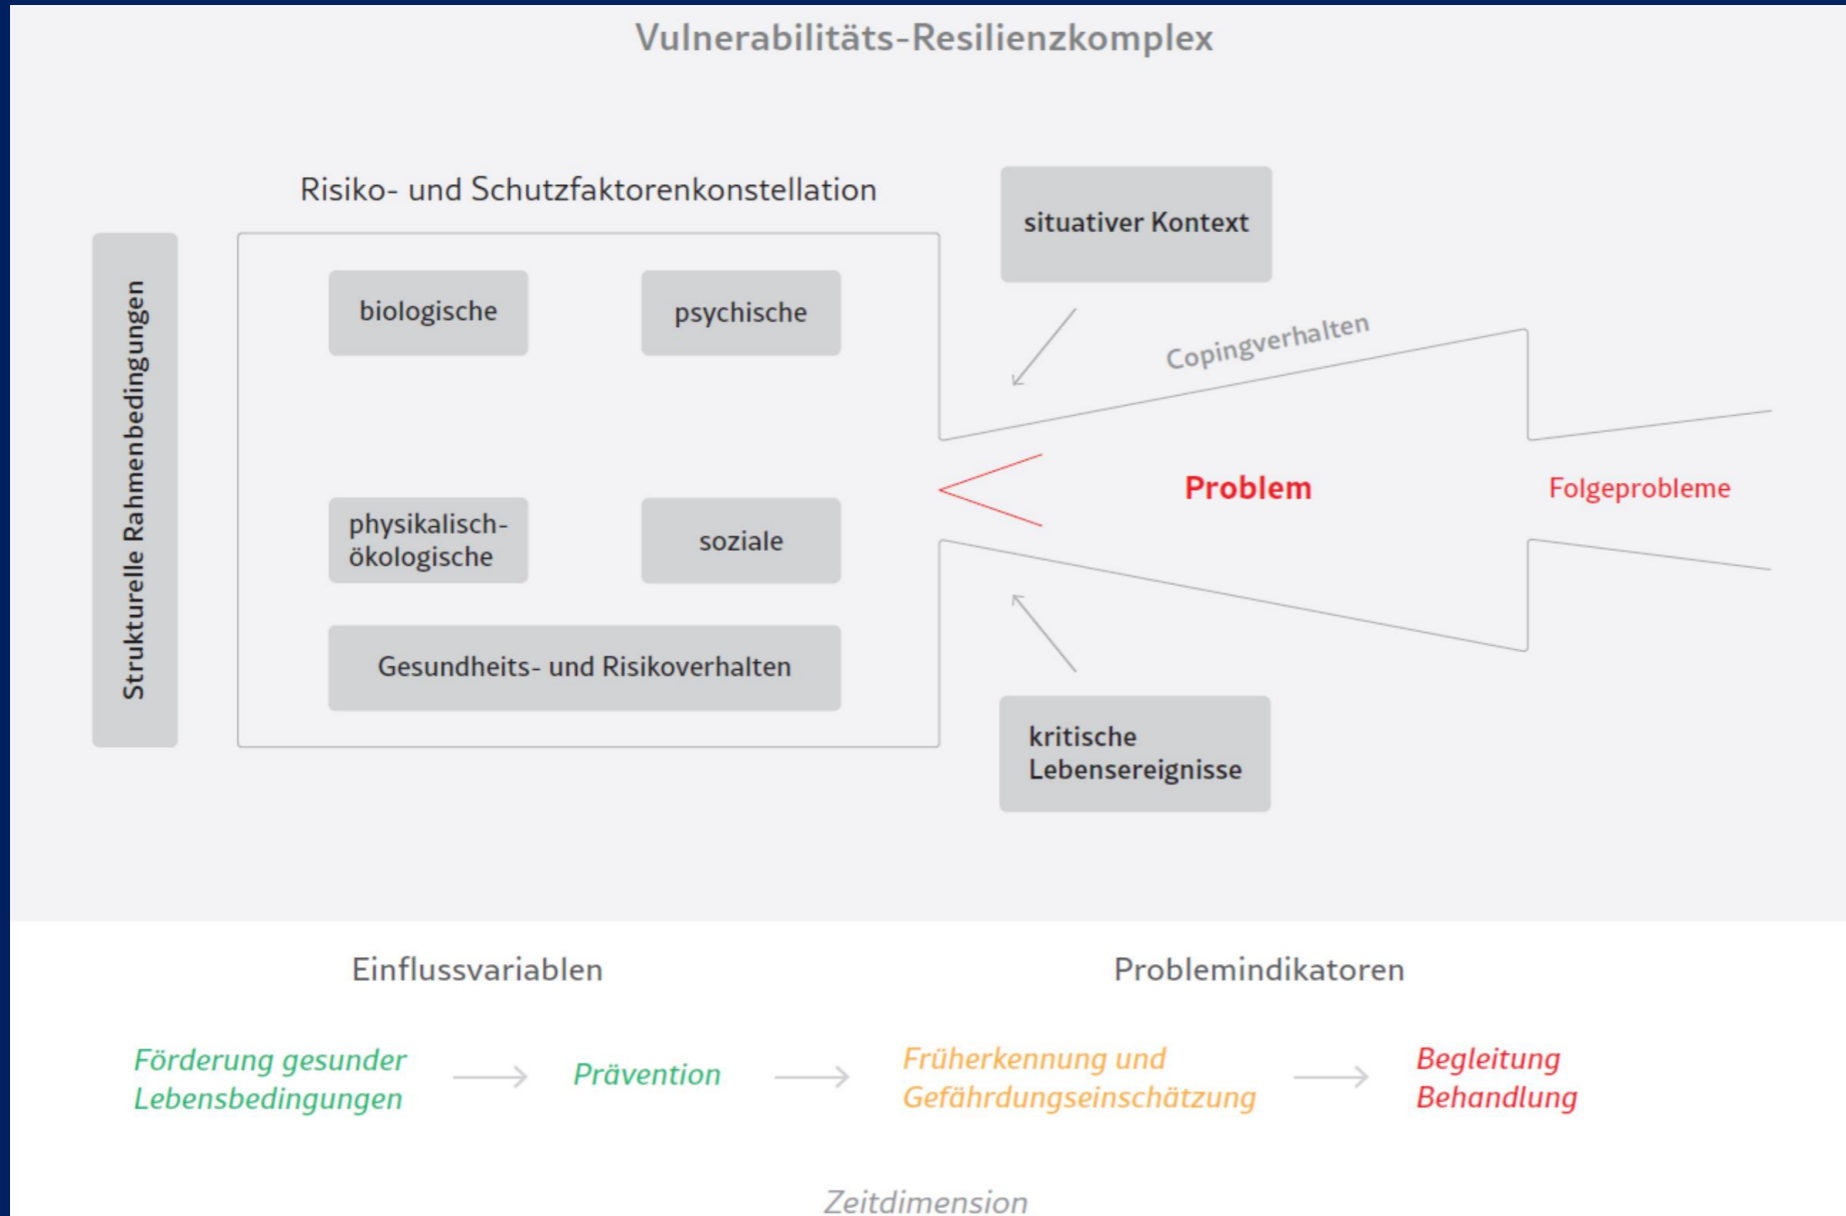 Vulnerabilitäts-Resilienzkomplex
Risiko- und Schutzfaktorenkonstellation
Strukturelle Rahmenbedingungen
biologische
psychische
physikalisch-
ökologische
soziale
Gesundheits- und Risikoverhalten
situativer Kontext
Copingverhalten
Problem
Folgeprobleme
kritische
Lebensereignisse
Einflussvariablen
Problemindikatoren
Förderung gesunder
Lebensbedingungen
Prävention
Früherkennung und
Gefährdungseinschätzung
Begleitung
Behandlung
Zeitdimension